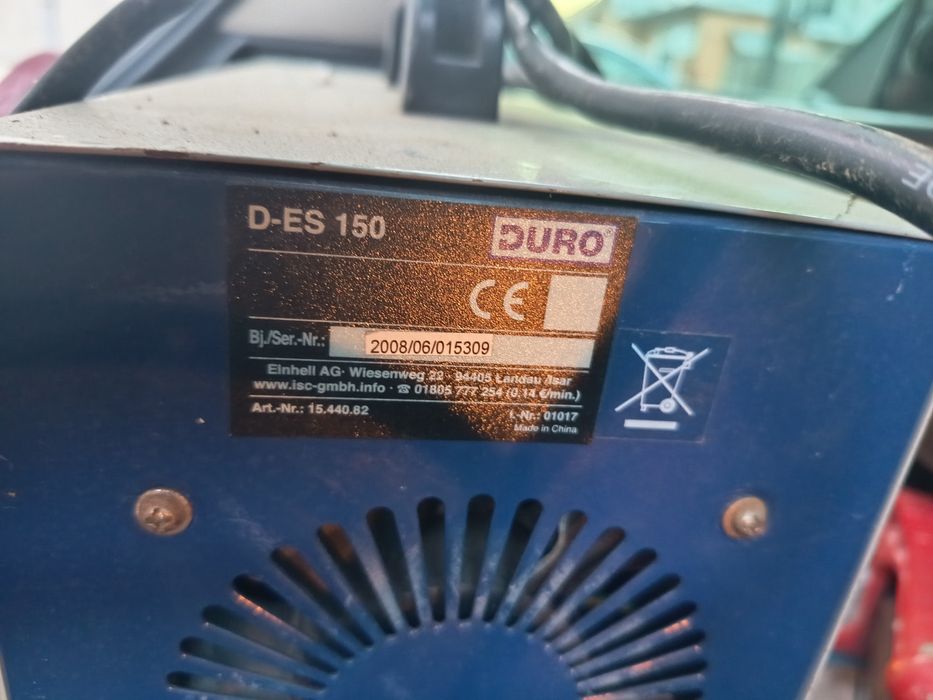 D-ES 150
DURO
CE
Bj./Ser.-Nr.: 2008/06/015309
Einhell AG · Wiesenweg 22 · 94405 Landau/Isar
www.isc-gmbh.info · ☎ 01805 777 254 (0,14 €/min.)
Art.-Nr.: 15.440.82
I.-Nr.: 01017
Made in China